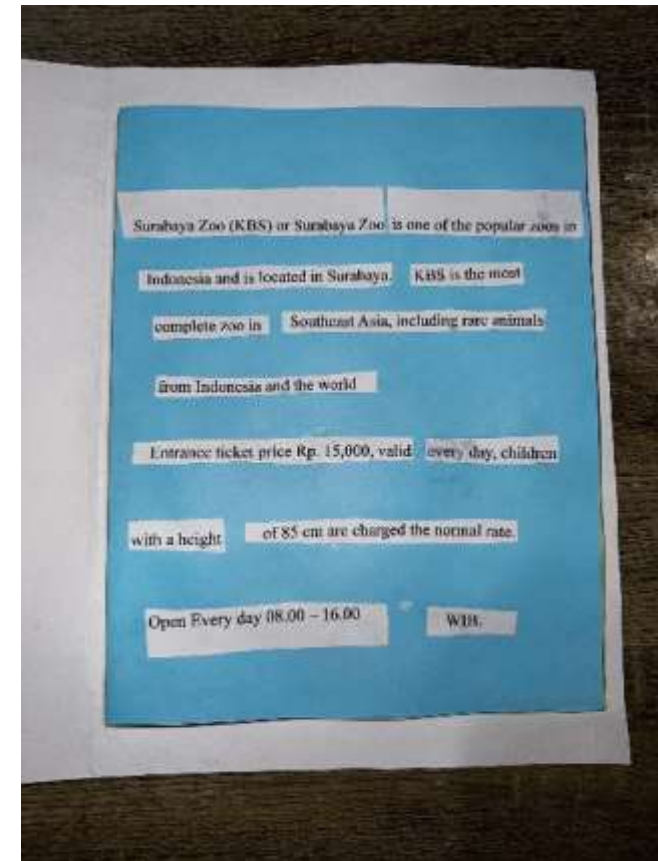 Surabaya Zoo (KBS) or Surabaya Zoo is one of the popular zoos in
Indonesia and is located in Surabaya. KBS is the most
complete zoo in Southeast Asia, including rare animals
from Indonesia and the world
Entrance ticket price Rp. 15,000, valid every day, children
with a height of 85 cm are charged the normal rate.
Open Every day 08.00 – 16.00 WIB.